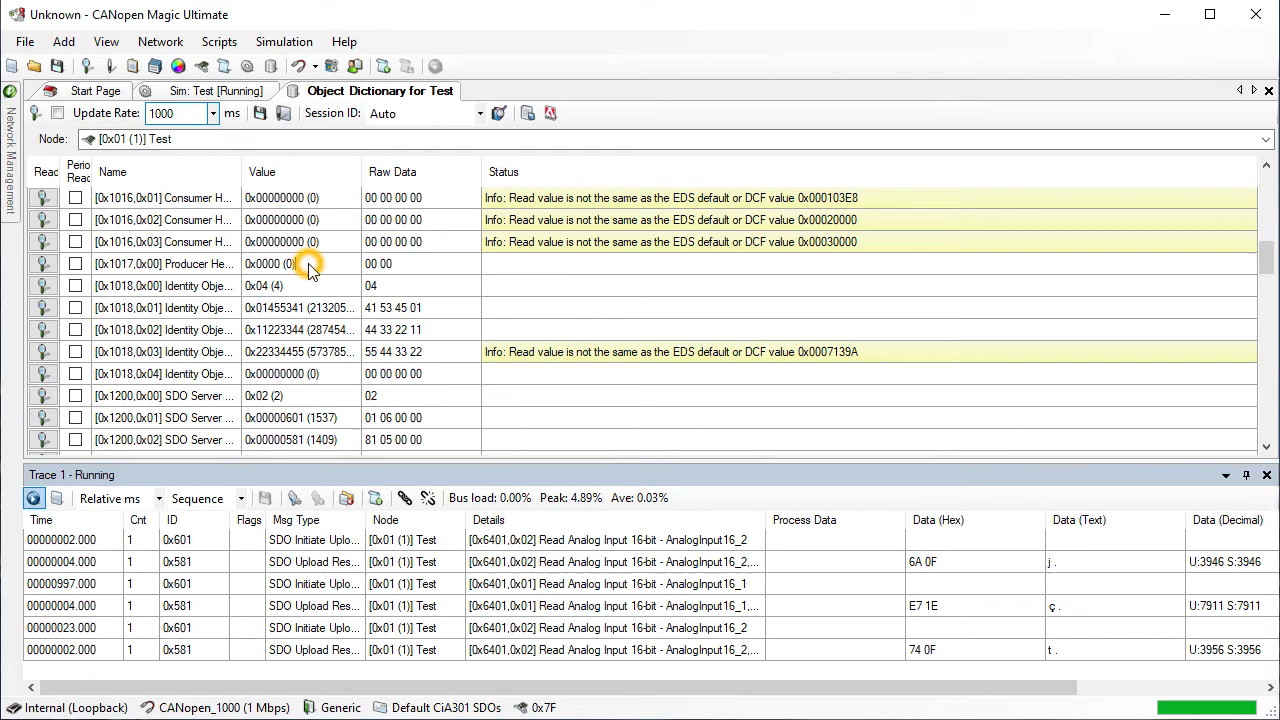 Unknown - CANopen Magic Ultimate
File Add View Network Scripts Simulation Help
Start Page Sim: Test [Running] Object Dictionary for Test
Update Rate: 1000 ms Session ID: Auto
Node: [0x01 (1)] Test
Network Management
Read Period Read Name Value Raw Data Status
[0x1016,0x01] Consumer H... 0x00000000 (0) 00 00 00 00 Info: Read value is not the same as the EDS default or DCF value 0x000103E8
[0x1016,0x02] Consumer H... 0x00000000 (0) 00 00 00 00 Info: Read value is not the same as the EDS default or DCF value 0x00020000
[0x1016,0x03] Consumer H... 0x00000000 (0) 00 00 00 00 Info: Read value is not the same as the EDS default or DCF value 0x00030000
[0x1017,0x00] Producer He... 0x0000 (0) 00 00
[0x1018,0x00] Identity Obje... 0x04 (4) 04
[0x1018,0x01] Identity Obje... 0x01455341 (213205... 41 53 45 01
[0x1018,0x02] Identity Obje... 0x11223344 (287454... 44 33 22 11
[0x1018,0x03] Identity Obje... 0x22334455 (573785... 55 44 33 22 Info: Read value is not the same as the EDS default or DCF value 0x0007139A
[0x1018,0x04] Identity Obje... 0x00000000 (0) 00 00 00 00
[0x1200,0x00] SDO Server ... 0x02 (2) 02
[0x1200,0x01] SDO Server ... 0x00000601 (1537) 01 06 00 00
[0x1200,0x02] SDO Server ... 0x00000581 (1409) 81 05 00 00
Trace 1 - Running
Relative ms Sequence Bus load: 0.00% Peak: 4.89% Ave: 0.03%
Time Cnt ID Flags Msg Type Node Details Process Data Data (Hex) Data (Text) Data (Decimal)
00000002.000 1 0x601 SDO Initiate Uplo... [0x01 (1)] Test [0x6401,0x02] Read Analog Input 16-bit - AnalogInput16_2
00000004.000 1 0x581 SDO Upload Res... [0x01 (1)] Test [0x6401,0x02] Read Analog Input 16-bit - AnalogInput16_2,... 6A 0F j . U:3946 S:3946
00000997.000 1 0x601 SDO Initiate Uplo... [0x01 (1)] Test [0x6401,0x01] Read Analog Input 16-bit - AnalogInput16_1
00000004.000 1 0x581 SDO Upload Res... [0x01 (1)] Test [0x6401,0x01] Read Analog Input 16-bit - AnalogInput16_1,... E7 1E ç . U:7911 S:7911
00000023.000 1 0x601 SDO Initiate Uplo... [0x01 (1)] Test [0x6401,0x02] Read Analog Input 16-bit - AnalogInput16_2
00000002.000 1 0x581 SDO Upload Res... [0x01 (1)] Test [0x6401,0x02] Read Analog Input 16-bit - AnalogInput16_2,... 74 0F t . U:3956 S:3956
Internal (Loopback) CANopen_1000 (1 Mbps) Generic Default CiA301 SDOs 0x7F